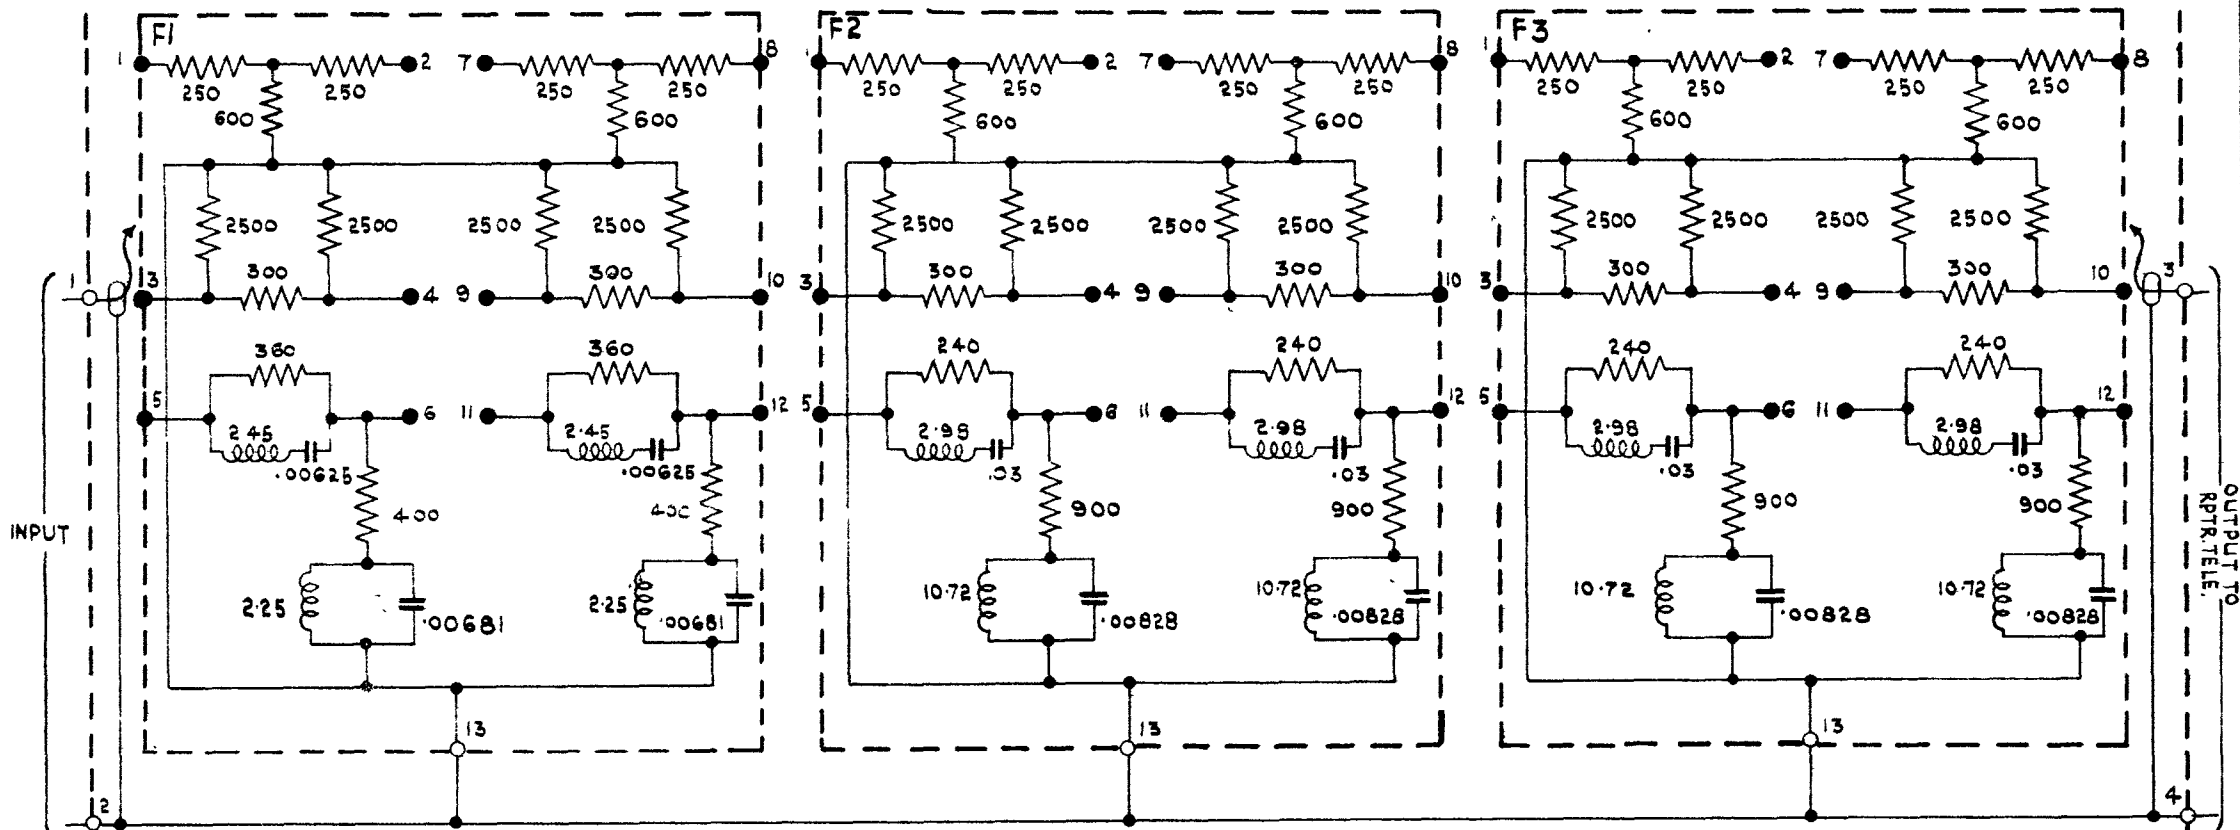 F1
F2
F3
1 2 7 8 1 2 7 8 1 2 7 8
250 250 250 250 250 250 250 250 250 250 250 250
600 600 600 600 600 600
2500 2500 2500 2500 2500 2500 2500 2500 2500 2500 2500 2500
1 3 300 4 9 300 10 3 300 4 9 300 10 3 300 4 9 300 10 3
360 360 240 240 240 240
5 6 11 12 5 6 11 12 5 6 11 12
2.45 2.45 2.98 2.98 2.98 2.98
.00625 .00625 .03 .03 .03 .03
400 400 900 900 900 900
INPUT
OUTPUT TO
RPTR.TELE.
2.25 2.25 10.72 10.72 10.72 10.72
.00681 .00681 .00828 .00828 .00828 .00828
13 13 13
2 4